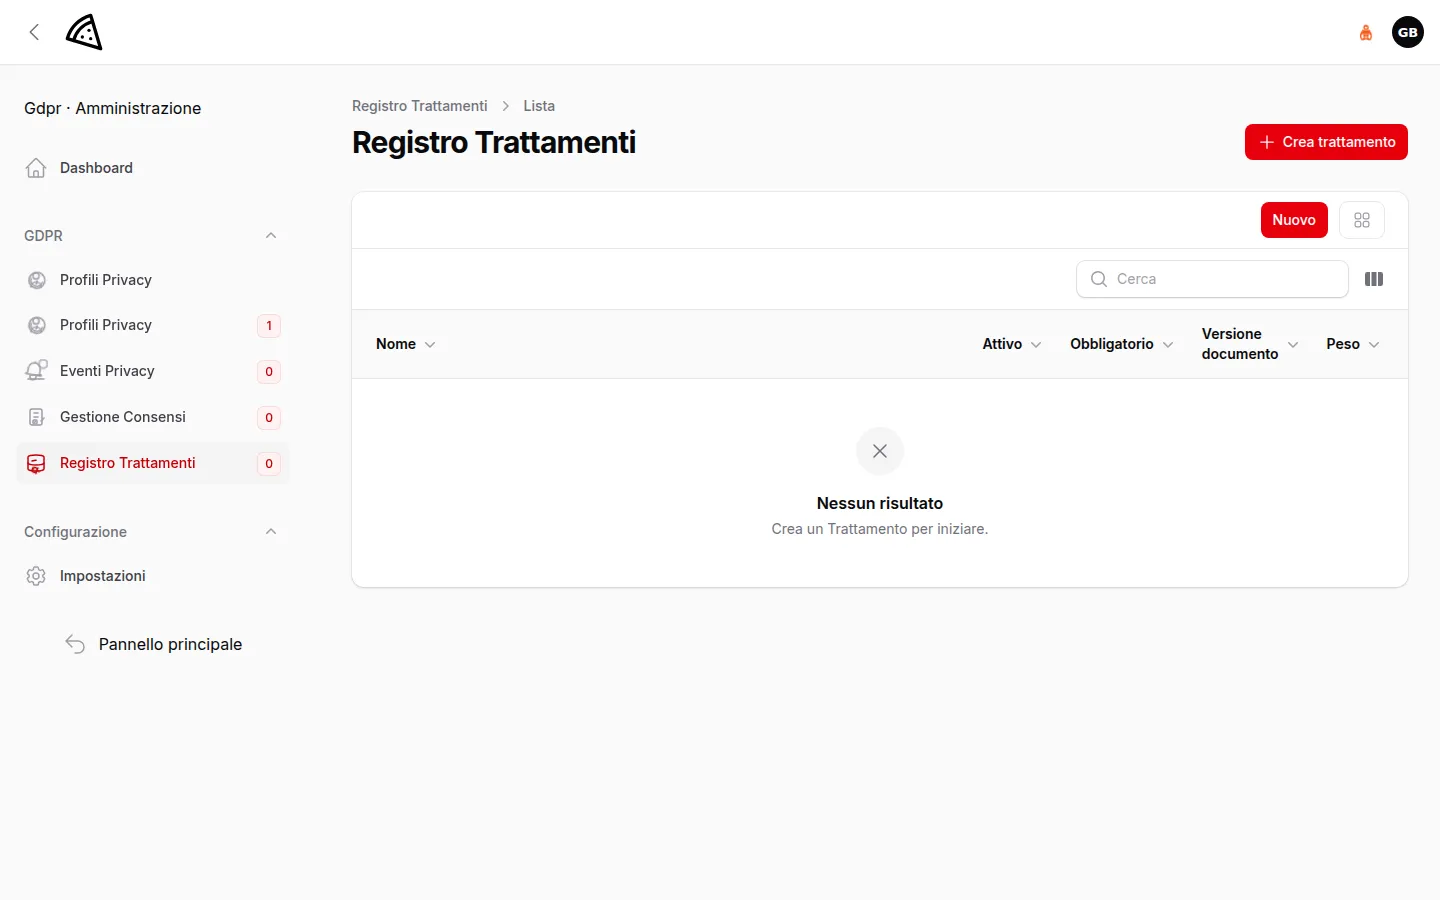 GB
Gdpr · Amministrazione
Dashboard
GDPR
Profili Privacy
Profili Privacy 1
Eventi Privacy 0
Gestione Consensi 0
Registro Trattamenti 0
Configurazione
Impostazioni
Pannello principale
Registro Trattamenti > Lista
Registro Trattamenti
Crea trattamento
Nuovo
Cerca
Nome
Attivo
Obbligatorio
Versione
documento
Peso
Nessun risultato
Crea un Trattamento per iniziare.